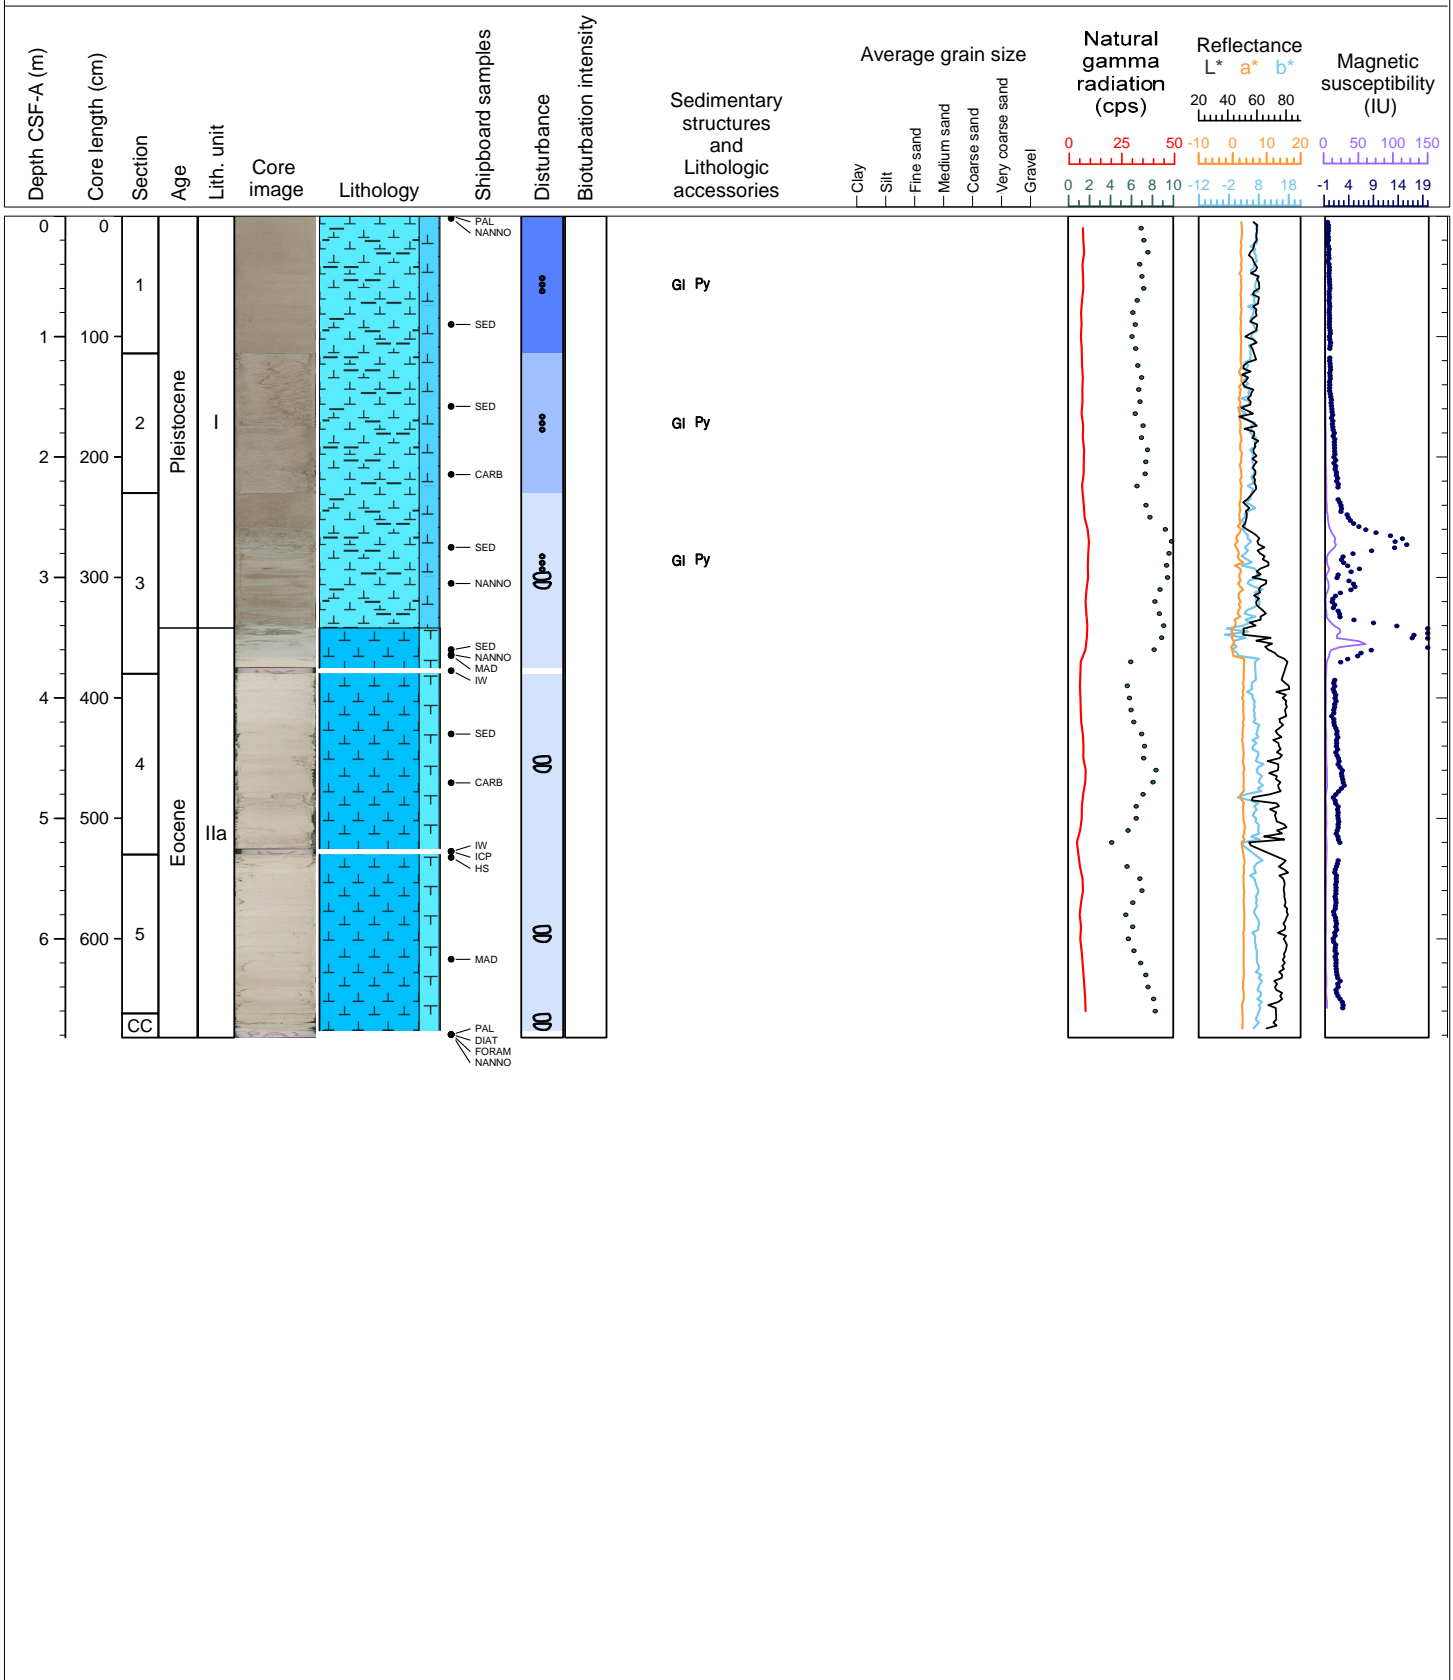 Depth CSF-A (m)
Core length (cm)
Section
Age
Lith. unit
Core
image
Lithology
Shipboard samples
Disturbance
Bioturbation intensity
Sedimentary
structures
and
Lithologic
accessories
Average grain size
Clay
Silt
Fine sand
Medium sand
Coarse sand
Very coarse sand
Gravel
Natural
gamma
radiation
(cps)
0 25 50
0 2 4 6 8 10
Reflectance
L* a* b*
20 40 60 80
-10 0 10 20
-12 -2 8 18
Magnetic
susceptibility
(IU)
0 50 100 150
-1 4 9 14 19
0 0
PAL
NANNO
1
GI Py
SED
1 100
Pleistocene
I
SED
2
GI Py
2 200
CARB
SED
GI Py
3 300
3
NANNO
SED
NANNO
MAD
IW
4 400
SED
4
CARB
5 500
Eocene
IIa
IW
ICP
HS
5
6 600
MAD
CC
PAL
DIAT
FORAM
NANNO